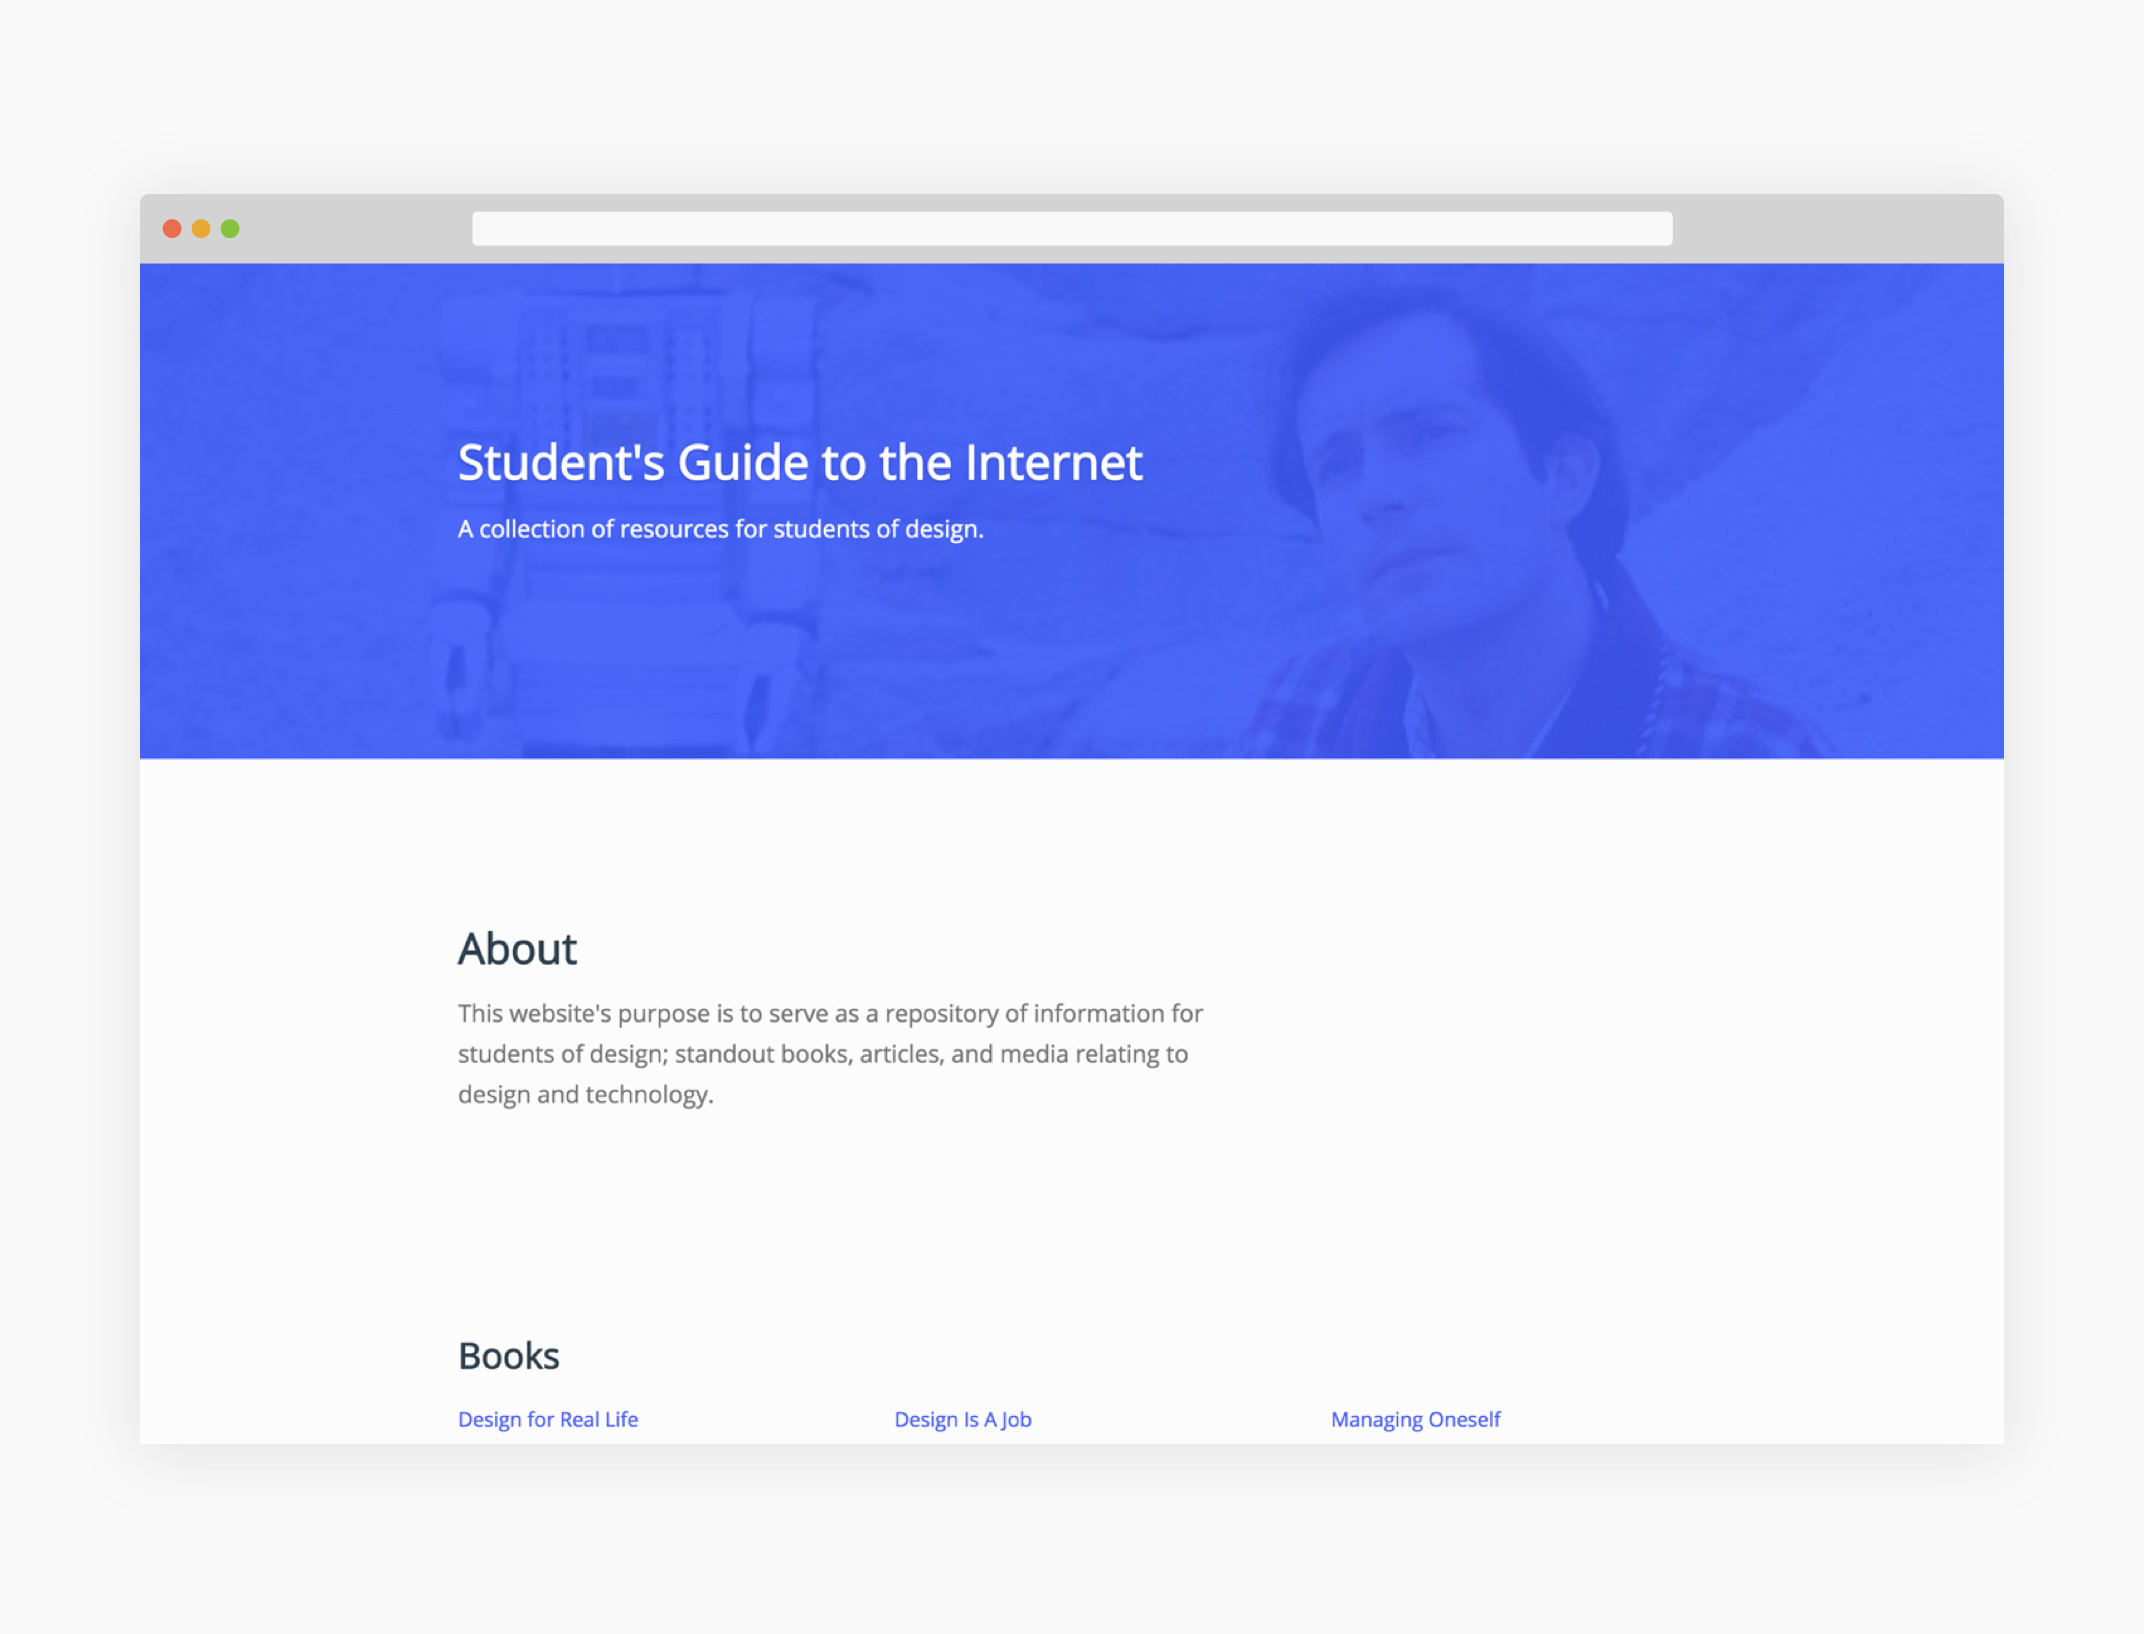 Student's Guide to the Internet
A collection of resources for students of design.
About
This website's purpose is to serve as a repository of information for
students of design; standout books, articles, and media relating to
design and technology.
Books
Design for Real Life
Design Is A Job
Managing Oneself